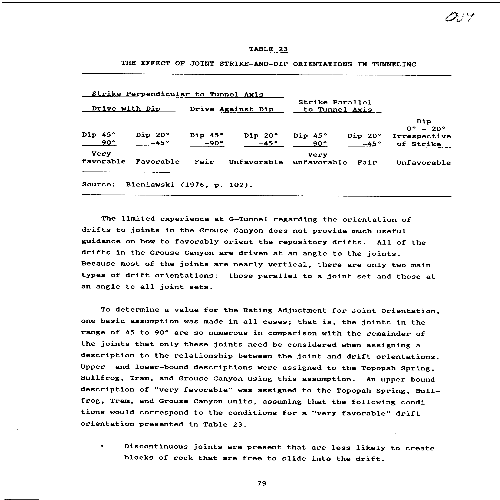 TABLE 23
THE EFFECT OF JOINT STRIKE-AND-DIP ORIENTATIONS IN TUNNELING
Strike Perpendicular to Tunnel Axis
Strike Parallel
Drive with Dip Drive Against Dip to Tunnel Axis
Dip
0° - 20°
Dip 45° Dip 20° Dip 45° Dip 20° Dip 45° Dip 20° Irrespective
90° -45° 90° -45° 90° -45° of Strike
Very Very
favorable Favorable Fair Unfavorable unfavorable Fair Unfavorable
Source: Bieniawski (1976, p. 102).
The limited experience at G-Tunnel regarding the orientation of
drifts to joints in the Grouse Canyon does not provide much useful
guidance on how to favorably orient the repository drifts. All of the
drifts in the Grouse Canyon are driven at an angle to the joints.
Because most of the joints are nearly vertical, there are only two main
types of drift orientations: those parallel to a joint set and those at
an angle to all joint sets.
To determine a value for the Rating Adjustment for Joint Orientation,
one basic assumption was made in all cases; that is, the joints in the
range of 45 to 90° are so numerous in comparison with the remainder of
the joints that only these joints need be considered when assigning a
description to the relationship between the joint and drift orientations.
Upper- and lower-bound descriptions were assigned to the Topopah Spring,
Bullfrog, Tram, and Grouse Canyon using this assumption. An upper bound
description of "very favorable" was assigned to the Topopah Spring, Bull-
frog, Tram, and Grouse Canyon units, assuming that the following condi
tions would correspond to the conditions for a "very favorable" drift
orientation presented in Table 23.
• Discontinuous joints are present that are less likely to create
blocks of rock that are free to slide into the drift.
79